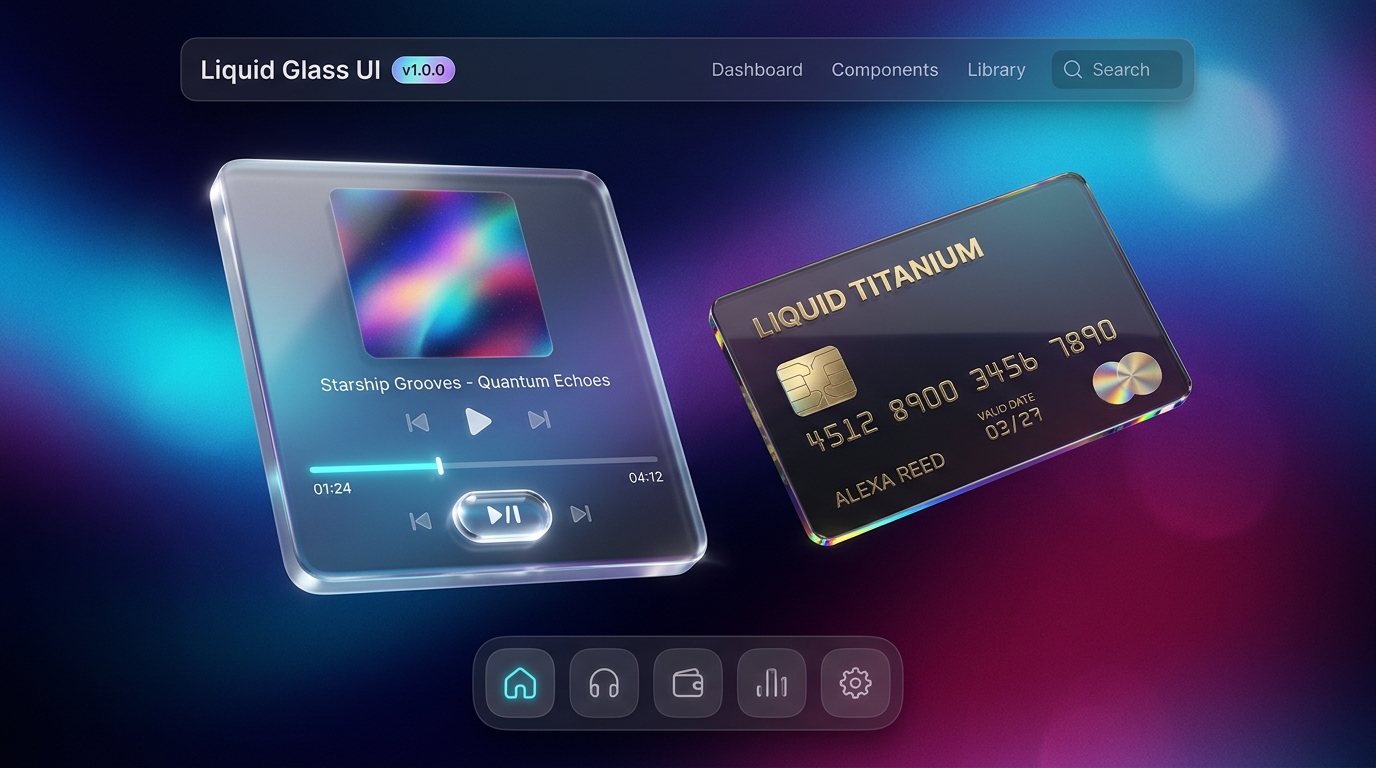 Liquid Glass UI v1.0.0
Dashboard Components Library Search
Starship Grooves - Quantum Echoes
01:24 04:12
LIQUID TITANIUM
4512 8900 3456 7890
VALID DATE
03/27
ALEXA REED